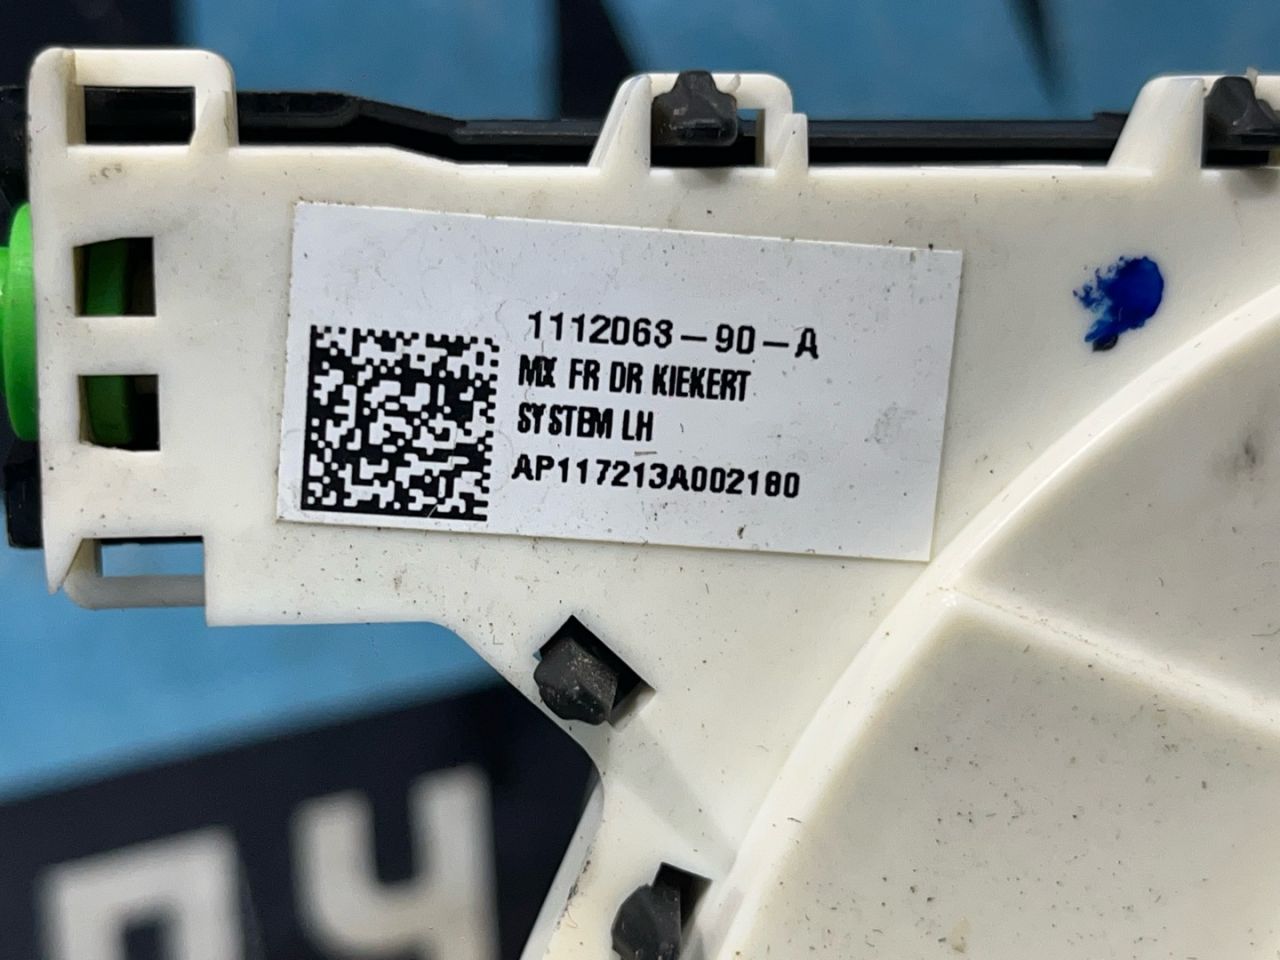 1112063-90-A
MX FR DR KIEKERT
SYSTEM LH
AP117213A002180